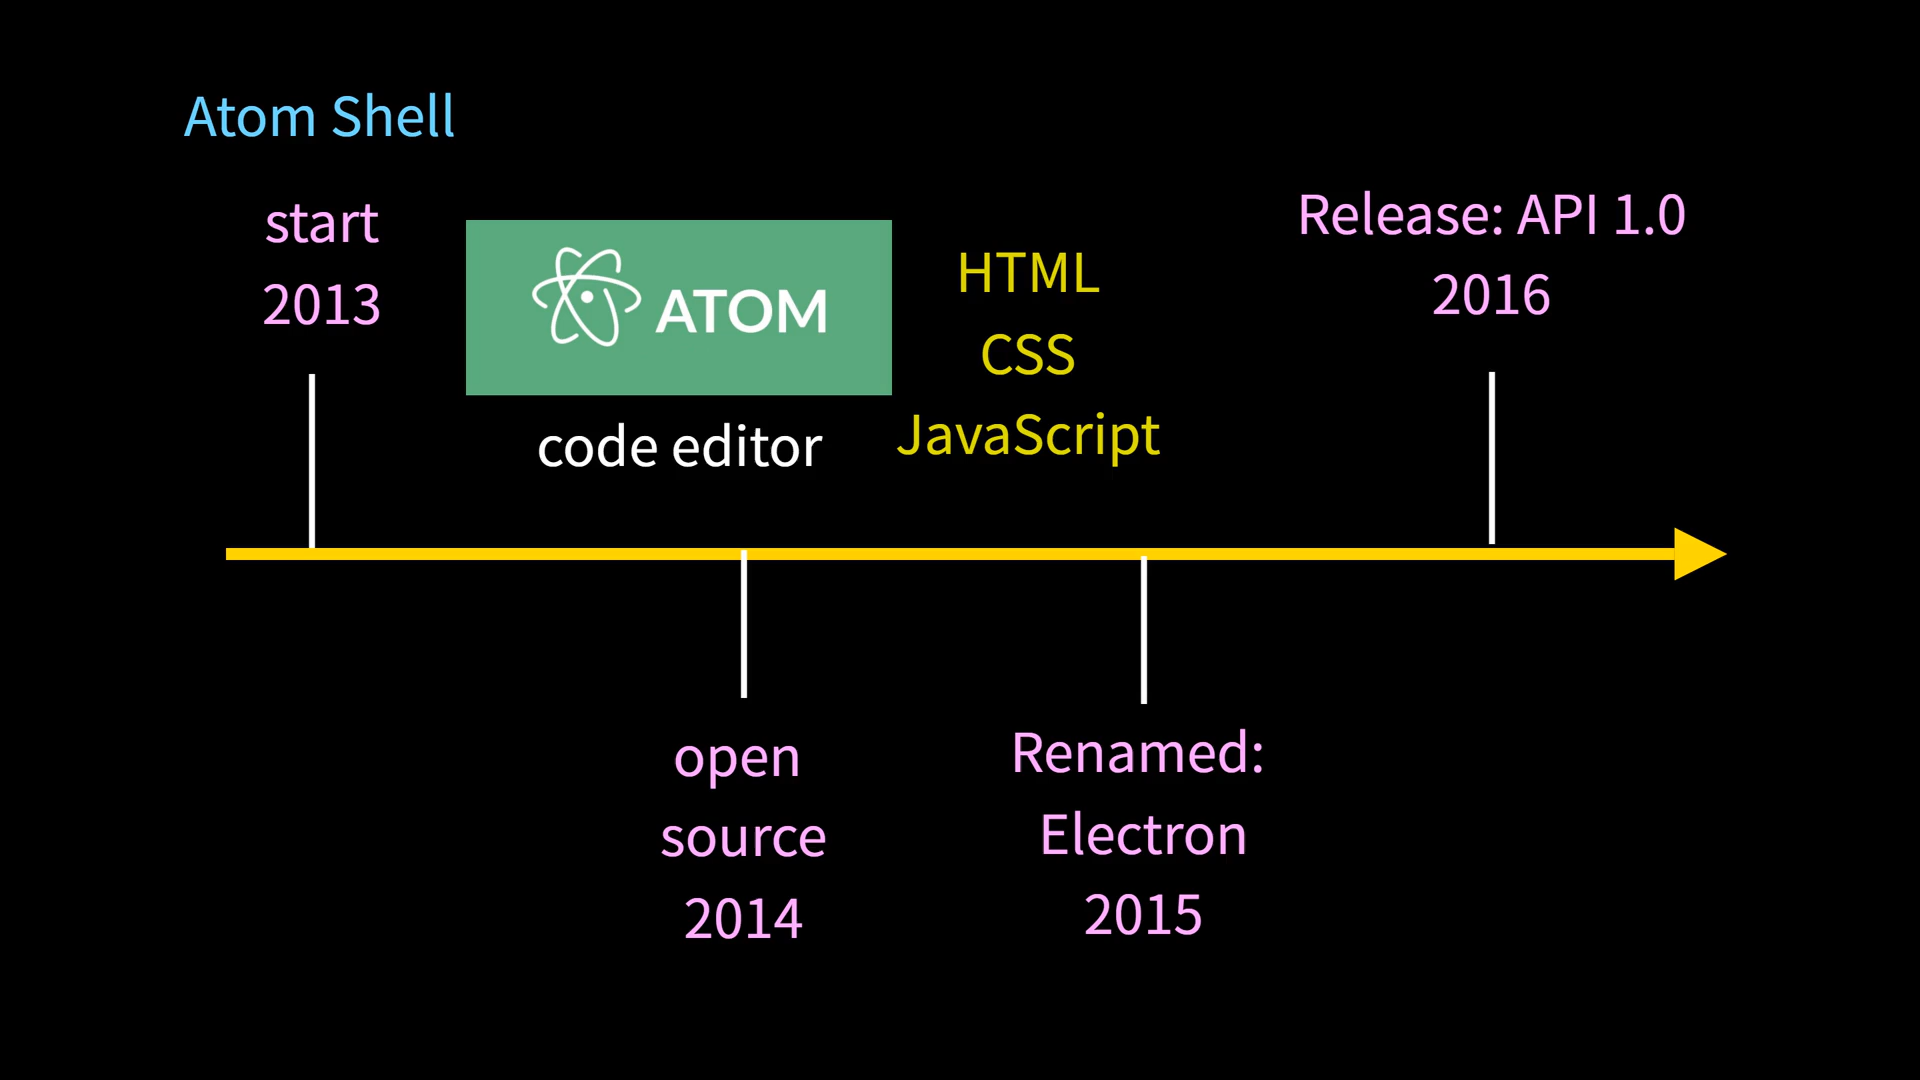 Atom Shell
start
2013
ATOM
code editor
HTML
CSS
JavaScript
Release: API 1.0
2016
open
source
2014
Renamed:
Electron
2015